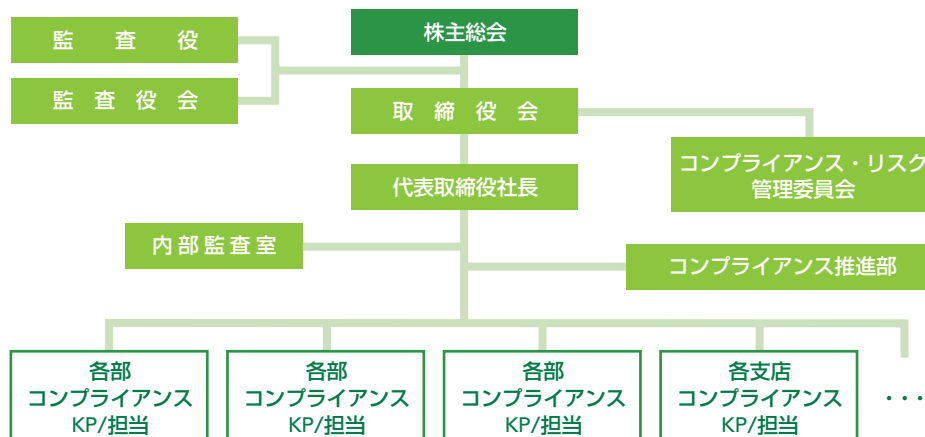 株主総会
監査役
監査役会
取締役会
コンプライアンス・リスク
管理委員会
代表取締役社長
内部監査室
コンプライアンス推進部
各部
コンプライアンス
KP/担当
各部
コンプライアンス
KP/担当
各部
コンプライアンス
KP/担当
各支店
コンプライアンス
KP/担当
・・・